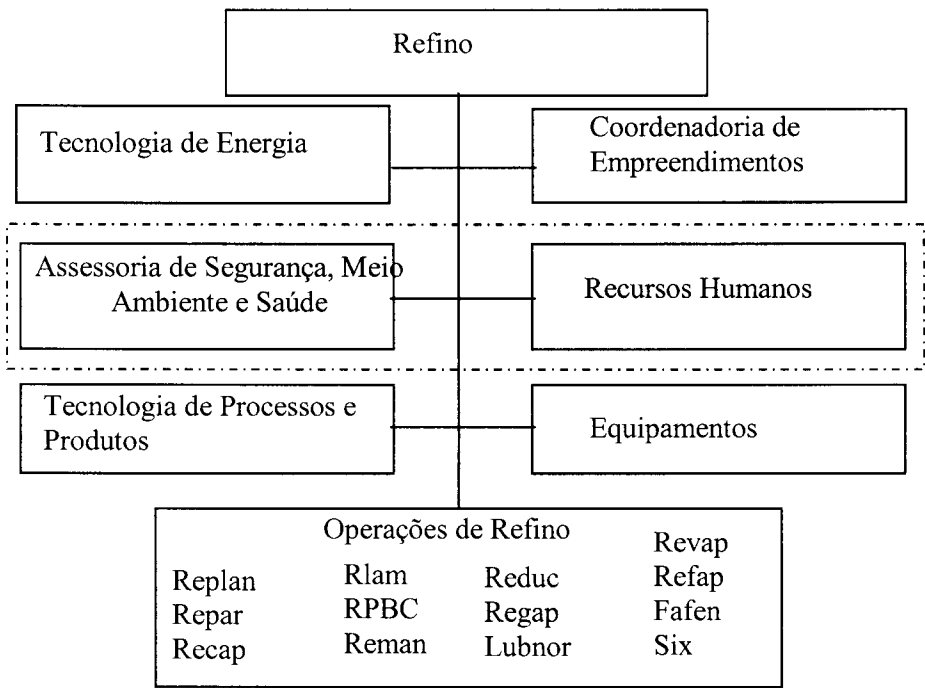 Refino
Tecnologia de Energia
Coordenadoria de
Empreendimentos
Assessoria de Segurança, Meio
Ambiente e Saúde
Recursos Humanos
Tecnologia de Processos e
Produtos
Equipamentos
Operações de Refino
Replan
Repar
Recap
Rlam
RPBC
Reman
Reduc
Regap
Lubnor
Revap
Refap
Fafen
Six